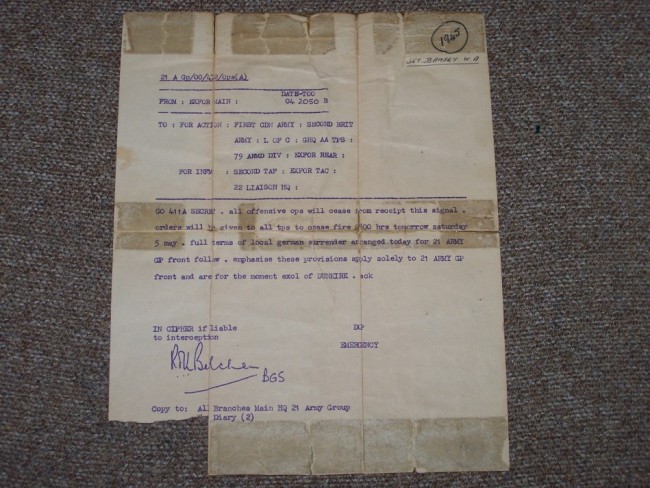 1945
SGT. BAMSEY W A
21 A Gp/00/ /Ops(A)
DATE-TOO
FROM : EXFOR MAIN : 04 2050 B
TO : FOR ACTION : FIRST CDN ARMY : SECOND BRIT
ARMY : L OF C : GHQ AA TPS :
79 ARMD DIV : EXFOR REAR :
FOR INFM : SECOND TAF : EXFOR TAC :
22 LIAISON HQ :
GO 411A SECRET . all offensive ops will cease from receipt this signal .
orders will be given to all tps to cease fire 0800 hrs tomorrow saturday
5 may . full terms of local german surrender arranged today for 21 ARMY
GP front follow . emphasise these provisions apply solely to 21 ARMY GP
front and are for the moment excl of DUNKIRK . ack
IN CIPHER if liable DOP
to interception
EMERGENCY
RM Belchem
BGS
Copy to: All Branches Main HQ 21 Army Group
Diary (2)